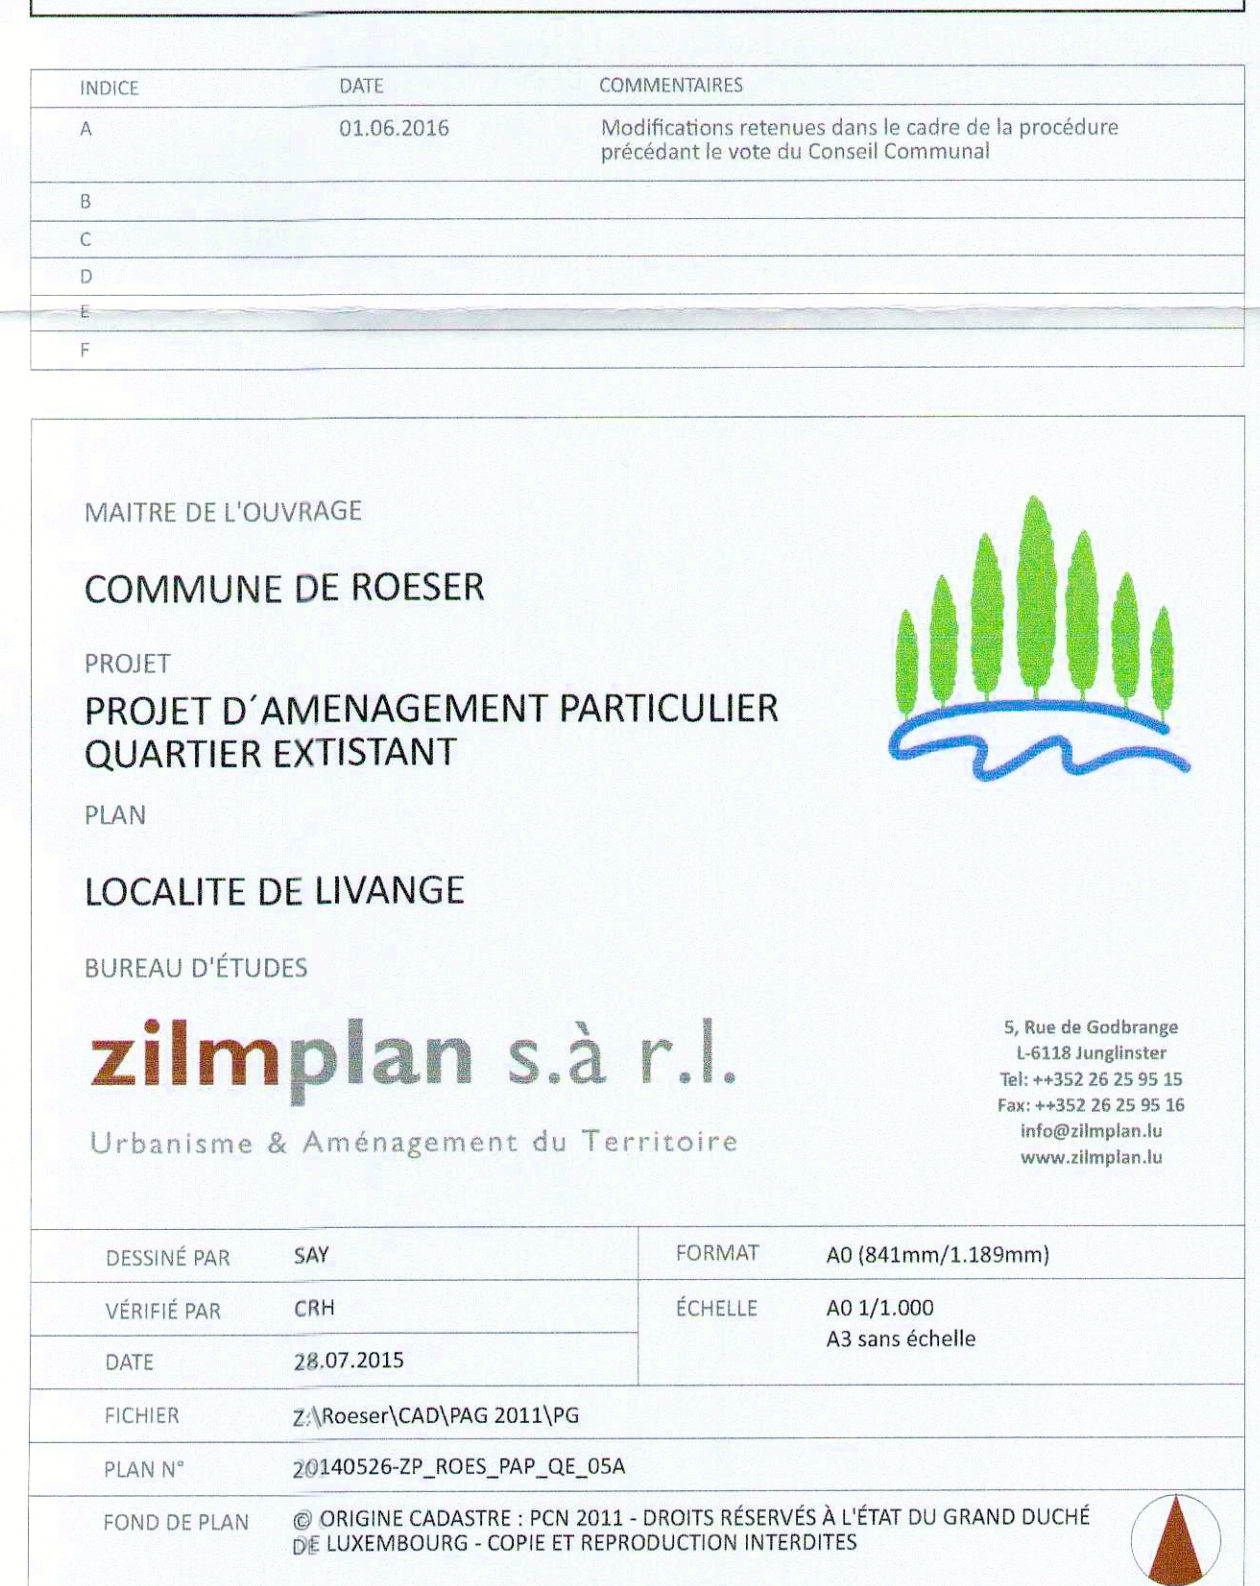 INDICE DATE COMMENTAIRES
A 01.06.2016 Modifications retenues dans le cadre de la procédure
précédant le vote du Conseil Communal
B
C
D
E
F
MAITRE DE L'OUVRAGE
COMMUNE DE ROESER
PROJET
PROJET D´AMENAGEMENT PARTICULIER
QUARTIER EXTISTANT
PLAN
LOCALITE DE LIVANGE
BUREAU D'ÉTUDES
zilmplan s.à r.l.
Urbanisme & Aménagement du Territoire
5, Rue de Godbrange
L-6118 Junglinster
Tel: ++352 26 25 95 15
Fax: ++352 26 25 95 16
info@zilmplan.lu
www.zilmplan.lu
DESSINÉ PAR SAY FORMAT A0 (841mm/1.189mm)
VÉRIFIÉ PAR CRH ÉCHELLE A0 1/1.000
A3 sans échelle
DATE 28.07.2015
FICHIER Z:\Roeser\CAD\PAG 2011\PG
PLAN N° 20140526-ZP_ROES_PAP_QE_05A
FOND DE PLAN © ORIGINE CADASTRE : PCN 2011 - DROITS RÉSERVÉS À L'ÉTAT DU GRAND DUCHÉ
DE LUXEMBOURG - COPIE ET REPRODUCTION INTERDITES